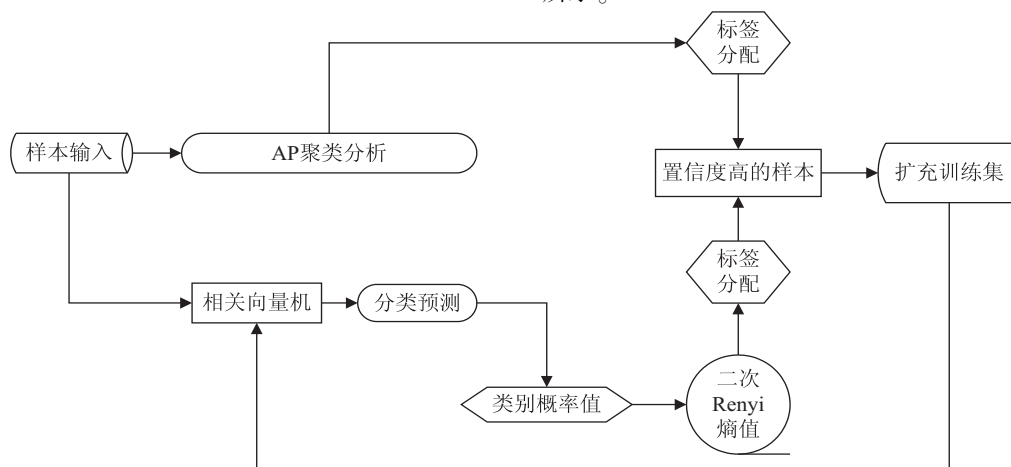 标签
分配
样本输入
AP聚类分析
置信度高的样本
扩充训练集
标签
分配
相关向量机
分类预测
类别概率值
二次
Renyi
熵值